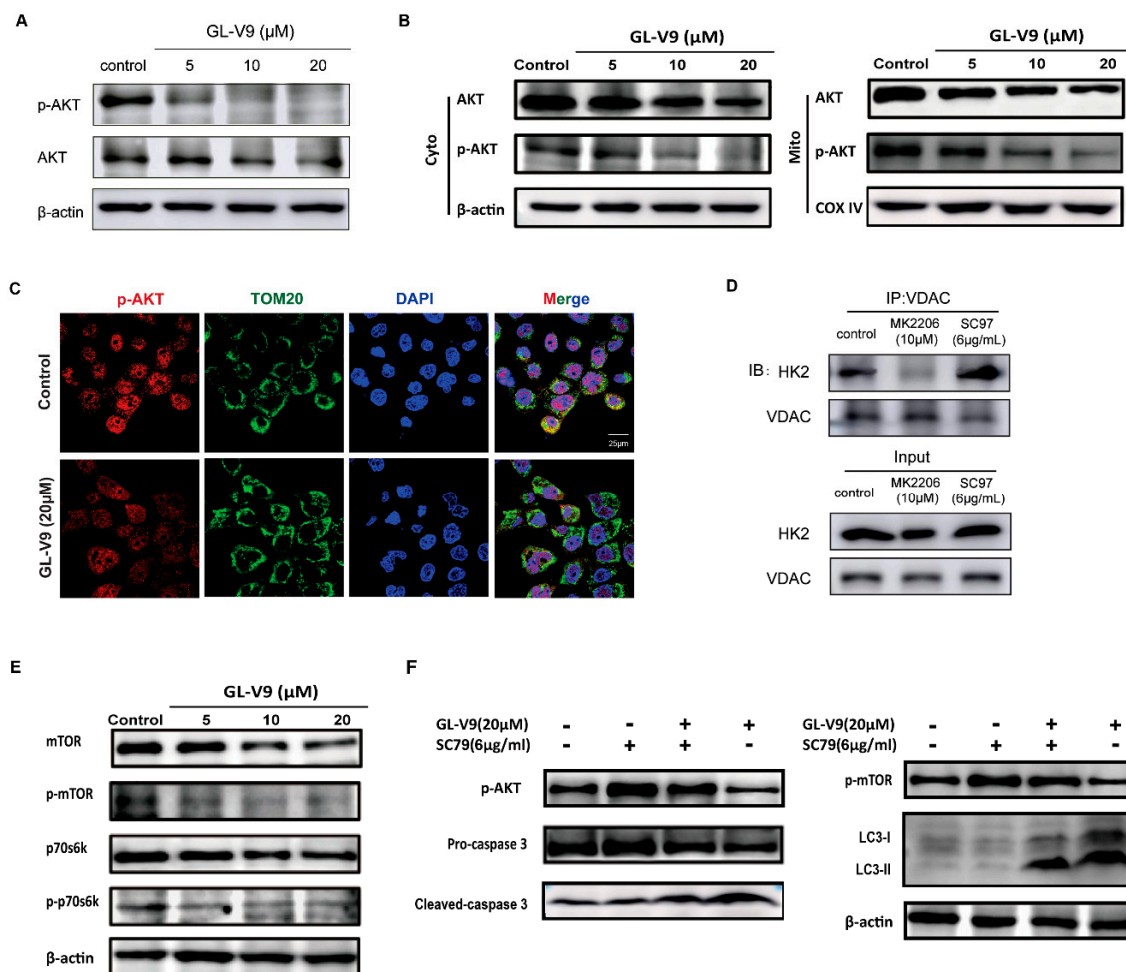 A
GL-V9 (µM)
control 5 10 20
p-AKT
AKT
β-actin
B
GL-V9 (µM)
Control 5 10 20
Cyto
AKT
p-AKT
β-actin
GL-V9 (µM)
Control 5 10 20
Mito
AKT
p-AKT
COX IV
C
p-AKT TOM20 DAPI Merge
Control
25µm
GL-V9 (20µM)
D
IP:VDAC
control MK2206 (10µM) SC97 (6µg/mL)
IB: HK2
VDAC
Input
control MK2206 (10µM) SC97 (6µg/mL)
HK2
VDAC
E
GL-V9 (µM)
Control 5 10 20
mTOR
p-mTOR
p70s6k
p-p70s6k
β-actin
F
GL-V9(20µM) - - + +
SC79(6µg/ml) - + + -
p-AKT
Pro-caspase 3
Cleaved-caspase 3
GL-V9(20µM) - - + +
SC79(6µg/ml) - + + -
p-mTOR
LC3-I
LC3-II
β-actin